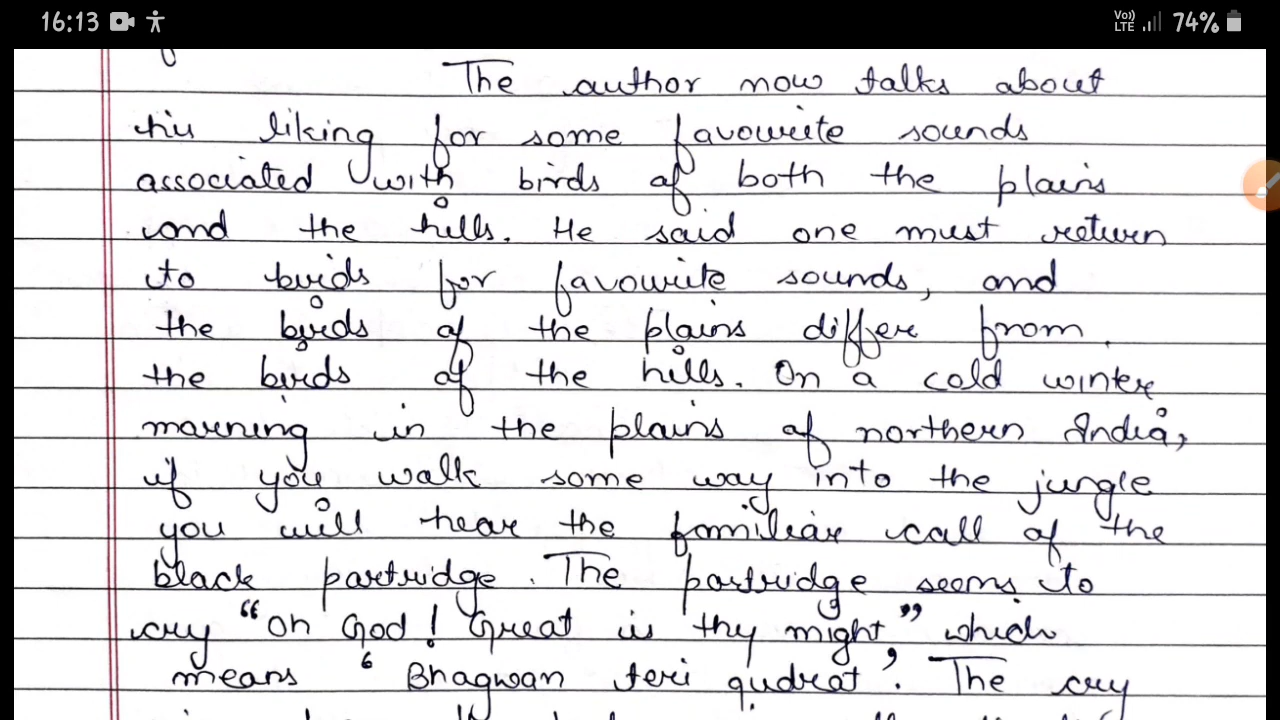 16:13
Vo)) LTE 74%
The author now talks about
his liking for some favourite sounds
associated with birds of both the plains
and the hills. He said one must return
to birds for favourite sounds, and
the birds of the plains differ from
the birds of the hills. On a cold winter
morning in the plains of northern India,
if you walk some way into the jungle
you will hear the familiar call of the
black partridge. The partridge seems to
cry "Oh God! Great is thy might" which
means 'Bhagwan teri qudrat'. The cry